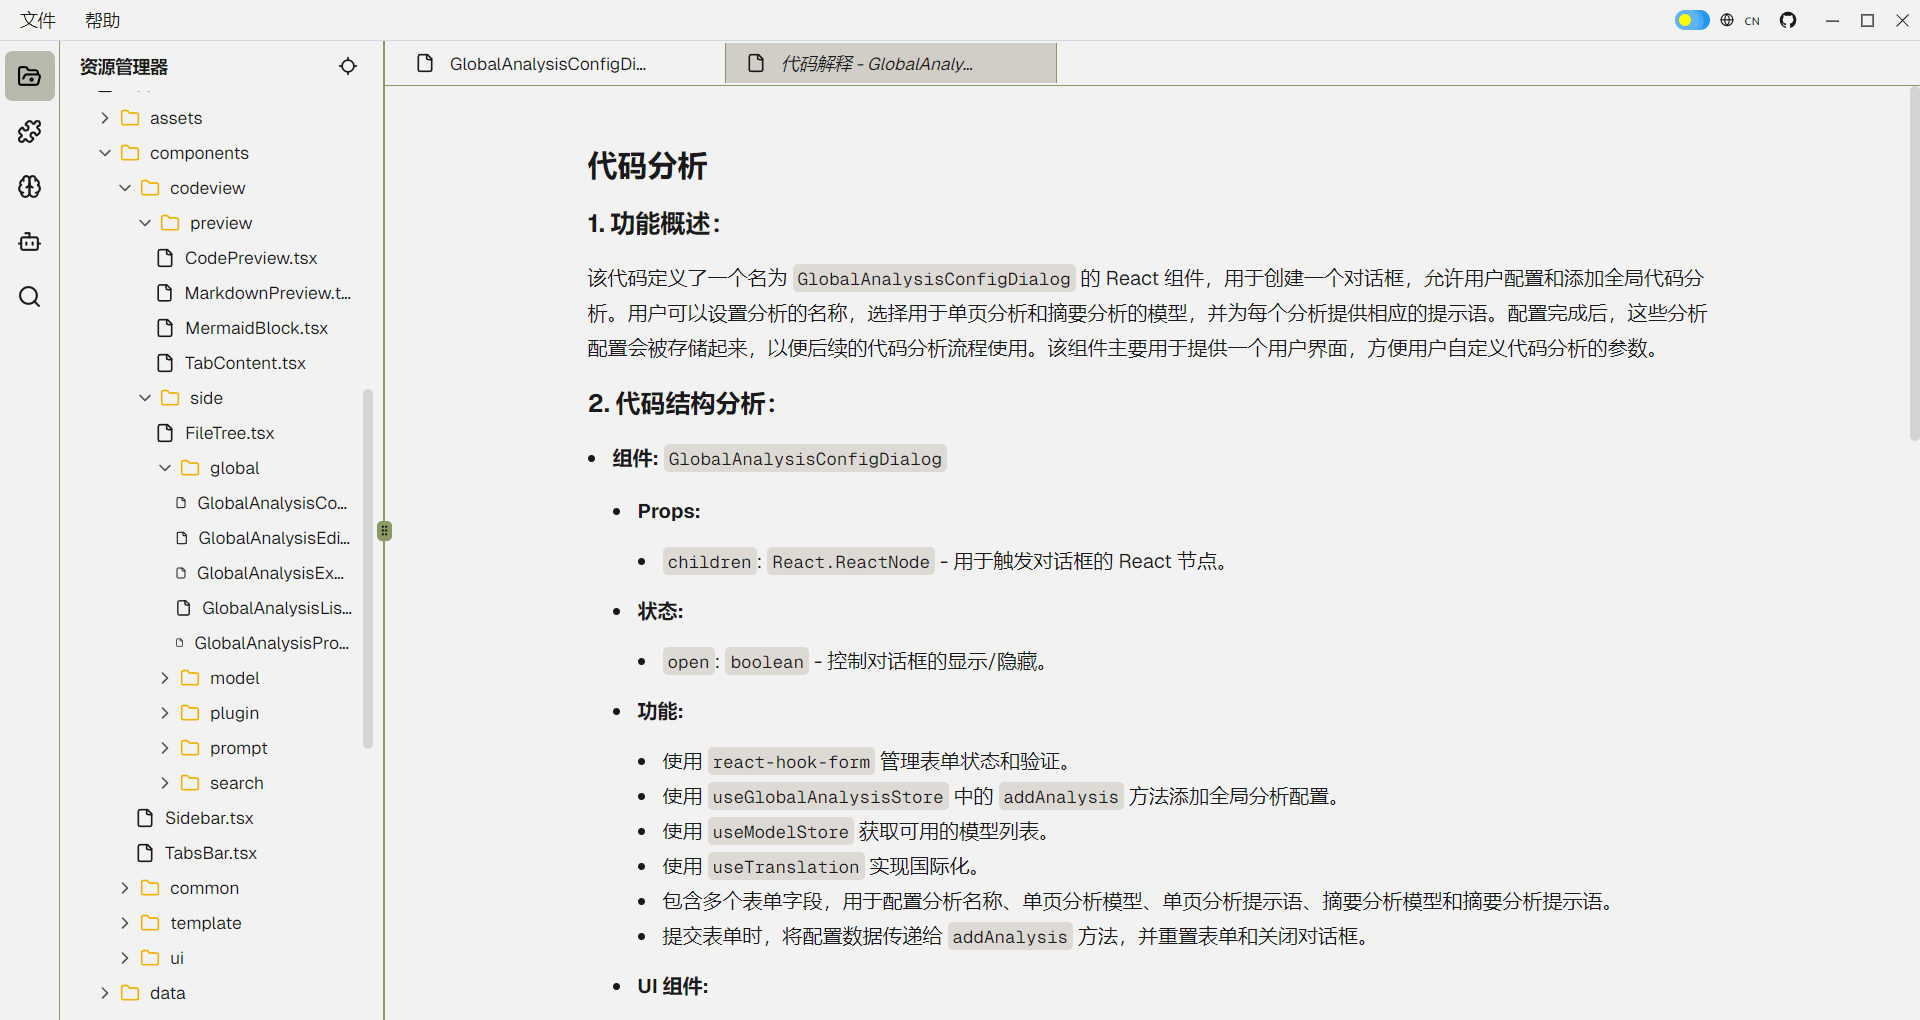 文件 帮助 CN
资源管理器
assets
components
codeview
preview
CodePreview.tsx
MarkdownPreview.t...
MermaidBlock.tsx
TabContent.tsx
side
FileTree.tsx
global
GlobalAnalysisCo...
GlobalAnalysisEdi...
GlobalAnalysisEx...
GlobalAnalysisLis...
GlobalAnalysisPro...
model
plugin
prompt
search
Sidebar.tsx
TabsBar.tsx
common
template
ui
data
GlobalAnalysisConfigDi...
代码解释 - GlobalAnaly...
代码分析
1. 功能概述：
该代码定义了一个名为 GlobalAnalysisConfigDialog 的 React 组件，用于创建一个对话框，允许用户配置和添加全局代码分
析。用户可以设置分析的名称，选择用于单页分析和摘要分析的模型，并为每个分析提供相应的提示语。配置完成后，这些分析
配置会被存储起来，以便后续的代码分析流程使用。该组件主要用于提供一个用户界面，方便用户自定义代码分析的参数。
2. 代码结构分析：
组件: GlobalAnalysisConfigDialog
Props:
children: React.ReactNode - 用于触发对话框的 React 节点。
状态:
open: boolean - 控制对话框的显示/隐藏。
功能:
使用 react-hook-form 管理表单状态和验证。
使用 useGlobalAnalysisStore 中的 addAnalysis 方法添加全局分析配置。
使用 useModelStore 获取可用的模型列表。
使用 useTranslation 实现国际化。
包含多个表单字段，用于配置分析名称、单页分析模型、单页分析提示语、摘要分析模型和摘要分析提示语。
提交表单时，将配置数据传递给 addAnalysis 方法，并重置表单和关闭对话框。
UI 组件: